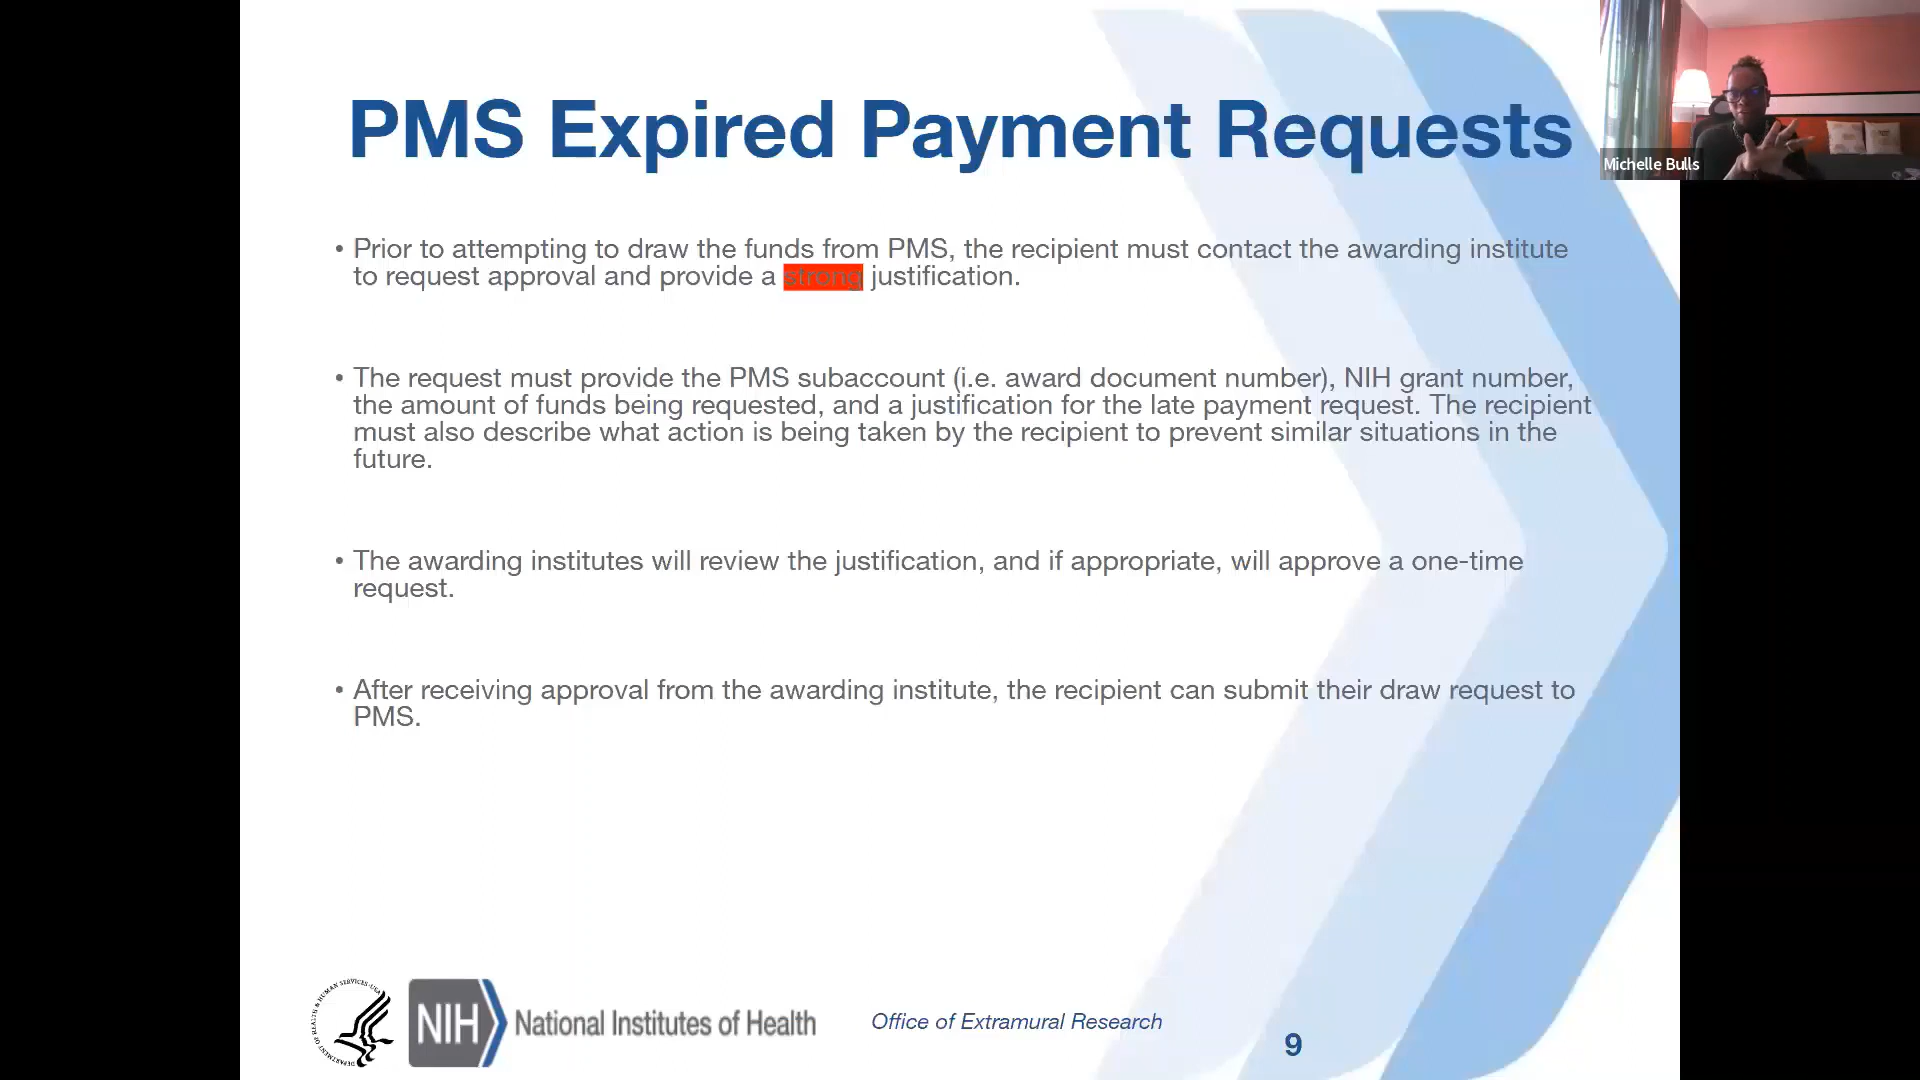 PMS Expired Payment Requests
Michelle Bulls
• Prior to attempting to draw the funds from PMS, the recipient must contact the awarding institute
to request approval and provide a strong justification.
• The request must provide the PMS subaccount (i.e. award document number), NIH grant number,
the amount of funds being requested, and a justification for the late payment request. The recipient
must also describe what action is being taken by the recipient to prevent similar situations in the
future.
• The awarding institutes will review the justification, and if appropriate, will approve a one-time
request.
• After receiving approval from the awarding institute, the recipient can submit their draw request to
PMS.
DEPARTMENT OF HEALTH & HUMAN SERVICES • USA
NIH
National Institutes of Health
Office of Extramural Research
9